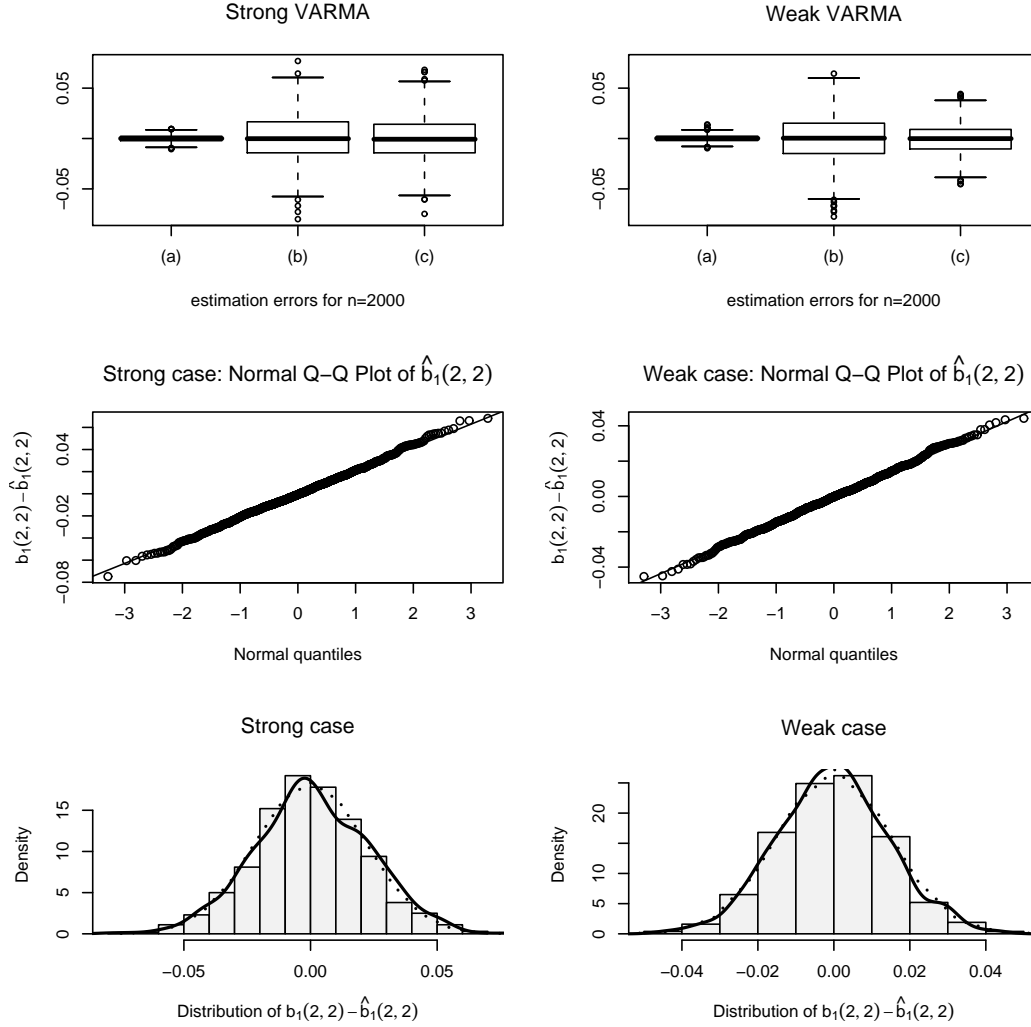 Strong VARMA
0.05
−0.05
(a) (b) (c)
estimation errors for n=2000
Weak VARMA
0.05
−0.05
(a) (b) (c)
estimation errors for n=2000
Strong case: Normal Q−Q Plot of b̂₁(2, 2)
b₁(2, 2) − b̂₁(2, 2)
0.04
−0.02
−0.08
−3 −2 −1 0 1 2 3
Normal quantiles
Weak case: Normal Q−Q Plot of b̂₁(2, 2)
b₁(2, 2) − b̂₁(2, 2)
0.04
0.00
−0.04
−3 −2 −1 0 1 2 3
Normal quantiles
Strong case
Density
15
10
5
0
−0.05 0.00 0.05
Distribution of b₁(2, 2) − b̂₁(2, 2)
Weak case
Density
20
10
0
−0.04 −0.02 0.00 0.02 0.04
Distribution of b₁(2, 2) − b̂₁(2, 2)